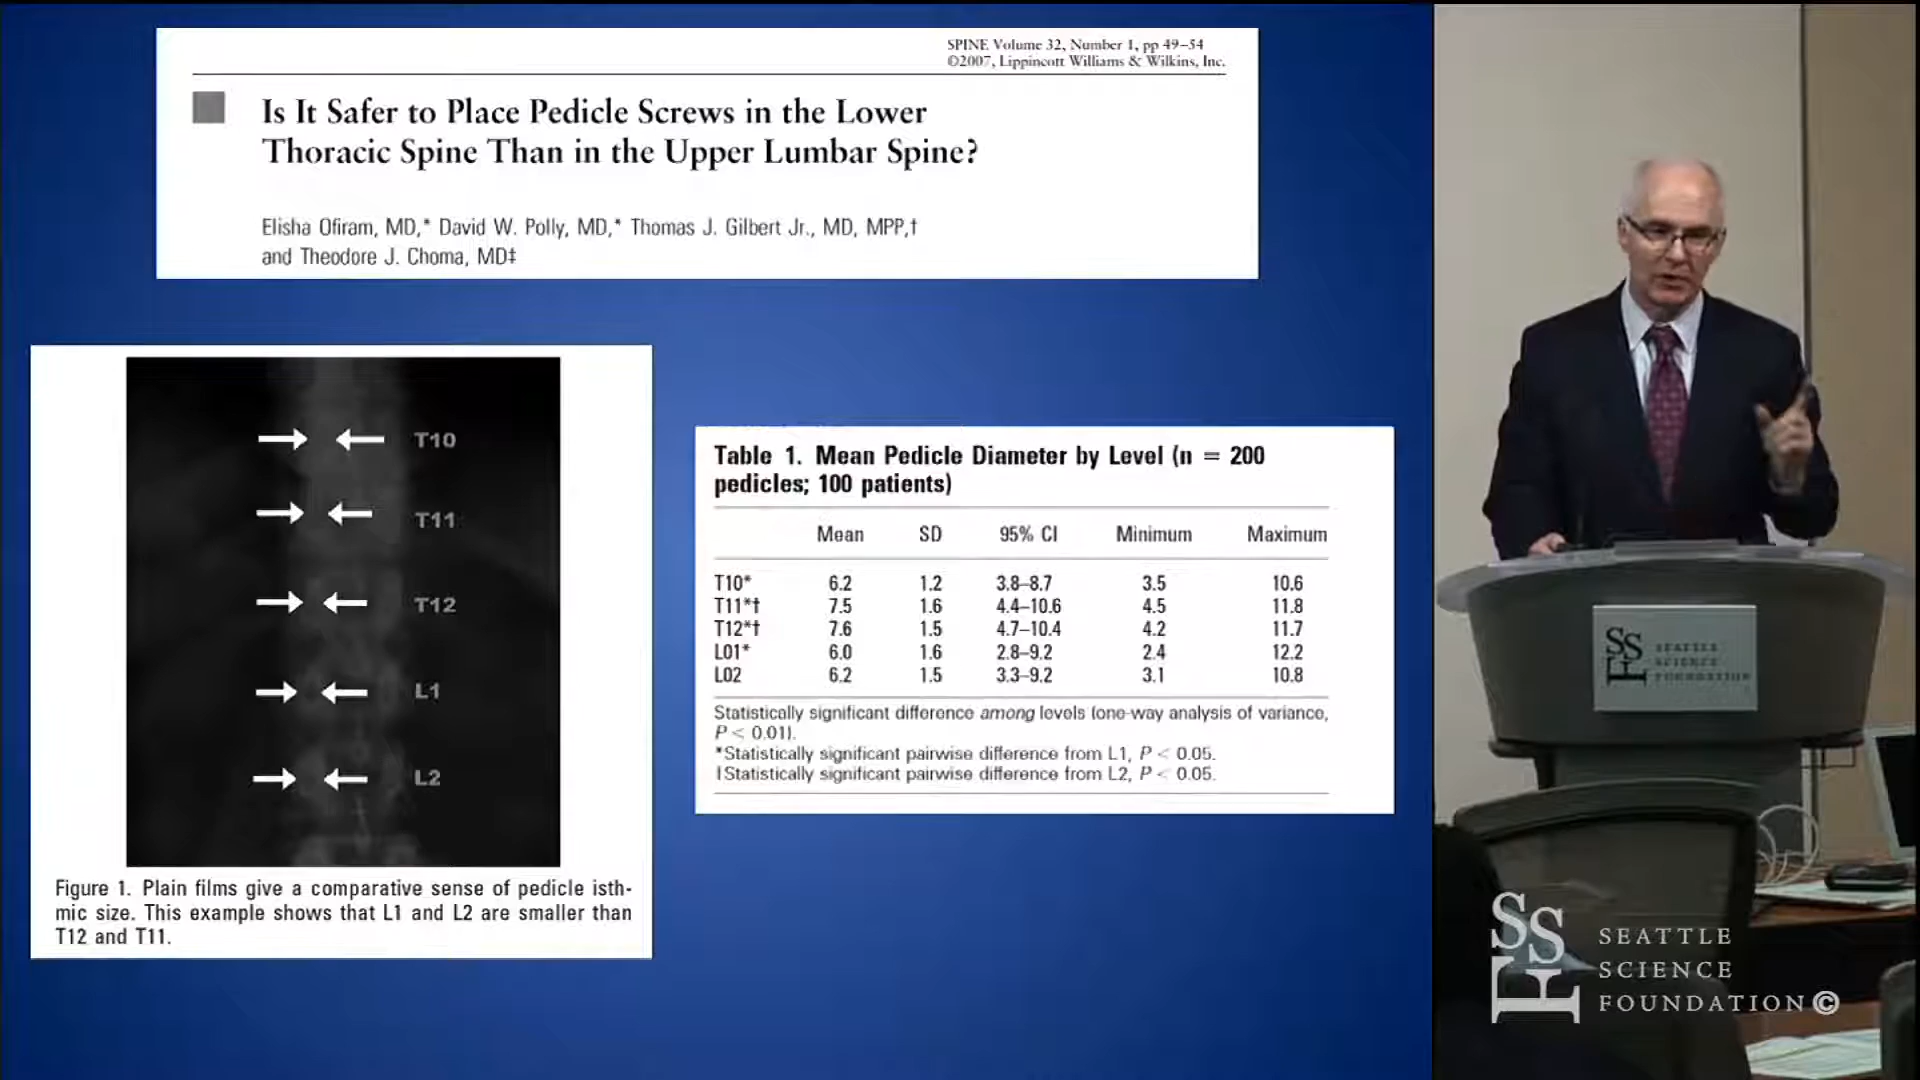 SPINE Volume 32, Number 1, pp 49–54
©2007, Lippincott Williams & Wilkins, Inc.
Is It Safer to Place Pedicle Screws in the Lower
Thoracic Spine Than in the Upper Lumbar Spine?
Elisha Ofiram, MD,* David W. Polly, MD,* Thomas J. Gilbert Jr., MD, MPP,†
and Theodore J. Choma, MD‡
T10
T11
T12
L1
L2
Figure 1. Plain films give a comparative sense of pedicle isth-
mic size. This example shows that L1 and L2 are smaller than
T12 and T11.
Table 1. Mean Pedicle Diameter by Level (n = 200
pedicles; 100 patients)
Mean SD 95% CI Minimum Maximum
T10* 6.2 1.2 3.8–8.7 3.5 10.6
T11*† 7.5 1.6 4.4–10.6 4.5 11.8
T12*† 7.6 1.5 4.7–10.4 4.2 11.7
L01* 6.0 1.6 2.8–9.2 2.4 12.2
L02 6.2 1.5 3.3–9.2 3.1 10.8
Statistically significant difference among levels (one-way analysis of variance,
P < 0.01).
*Statistically significant pairwise difference from L1, P < 0.05.
†Statistically significant pairwise difference from L2, P < 0.05.
SSF
SEATTLE
SCIENCE
FOUNDATION
SSF
SEATTLE
SCIENCE
FOUNDATION©